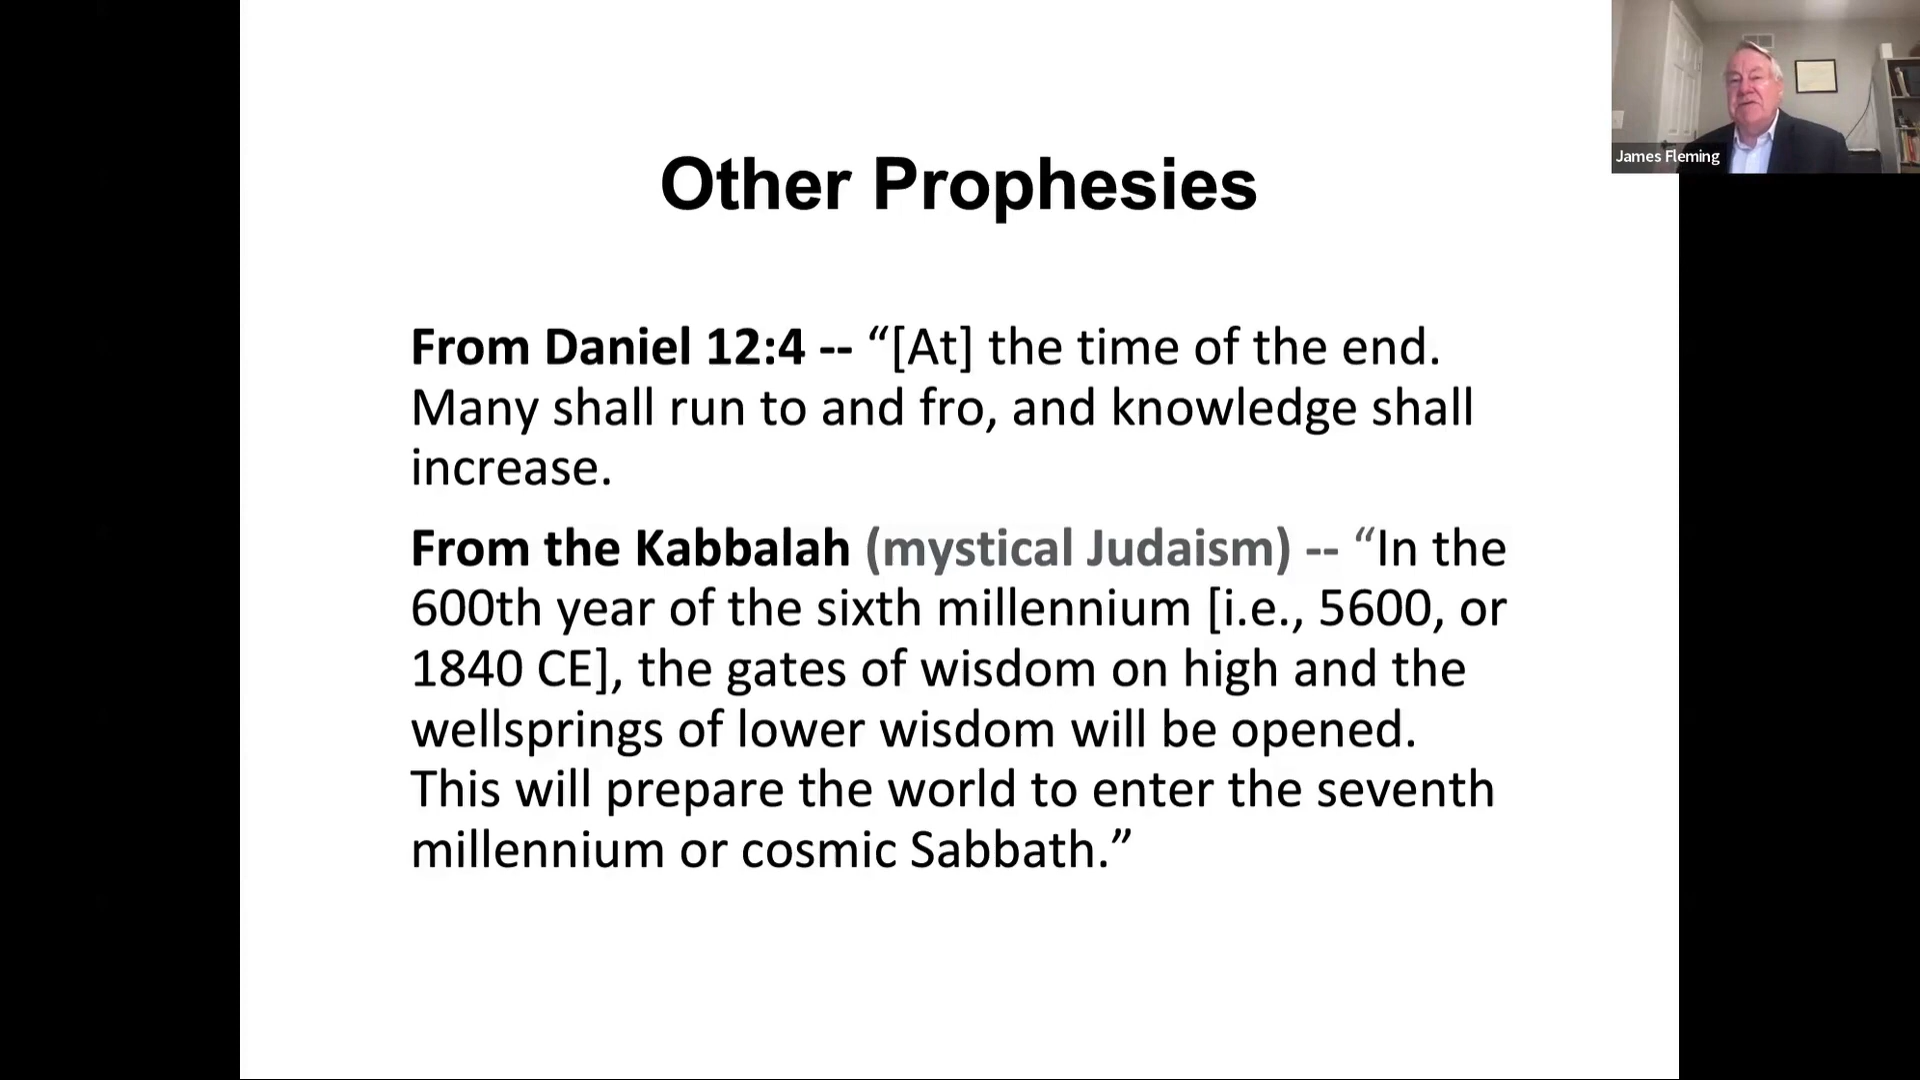 James Fleming
Other Prophesies
From Daniel 12:4 -- “[At] the time of the end.
Many shall run to and fro, and knowledge shall
increase.
From the Kabbalah (mystical Judaism) -- “In the
600th year of the sixth millennium [i.e., 5600, or
1840 CE], the gates of wisdom on high and the
wellsprings of lower wisdom will be opened.
This will prepare the world to enter the seventh
millennium or cosmic Sabbath.”